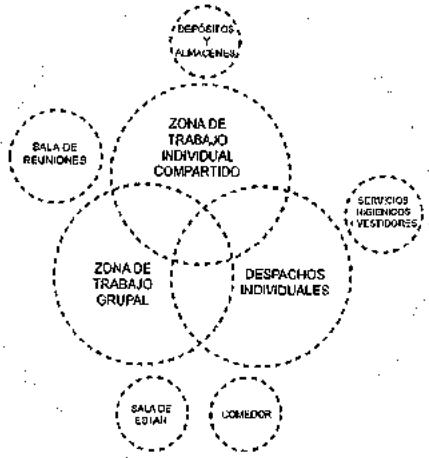 DEPÓSITOS
Y
ALMACENES
ZONA DE
TRABAJO
INDIVIDUAL
COMPARTIDO
SALA DE
REUNIONES
SERVICIOS
HIGIENICOS
VESTIDORES
ZONA DE
TRABAJO
GRUPAL
DESPACHOS
INDIVIDUALES
SALA DE
ESTAR
COMEDOR